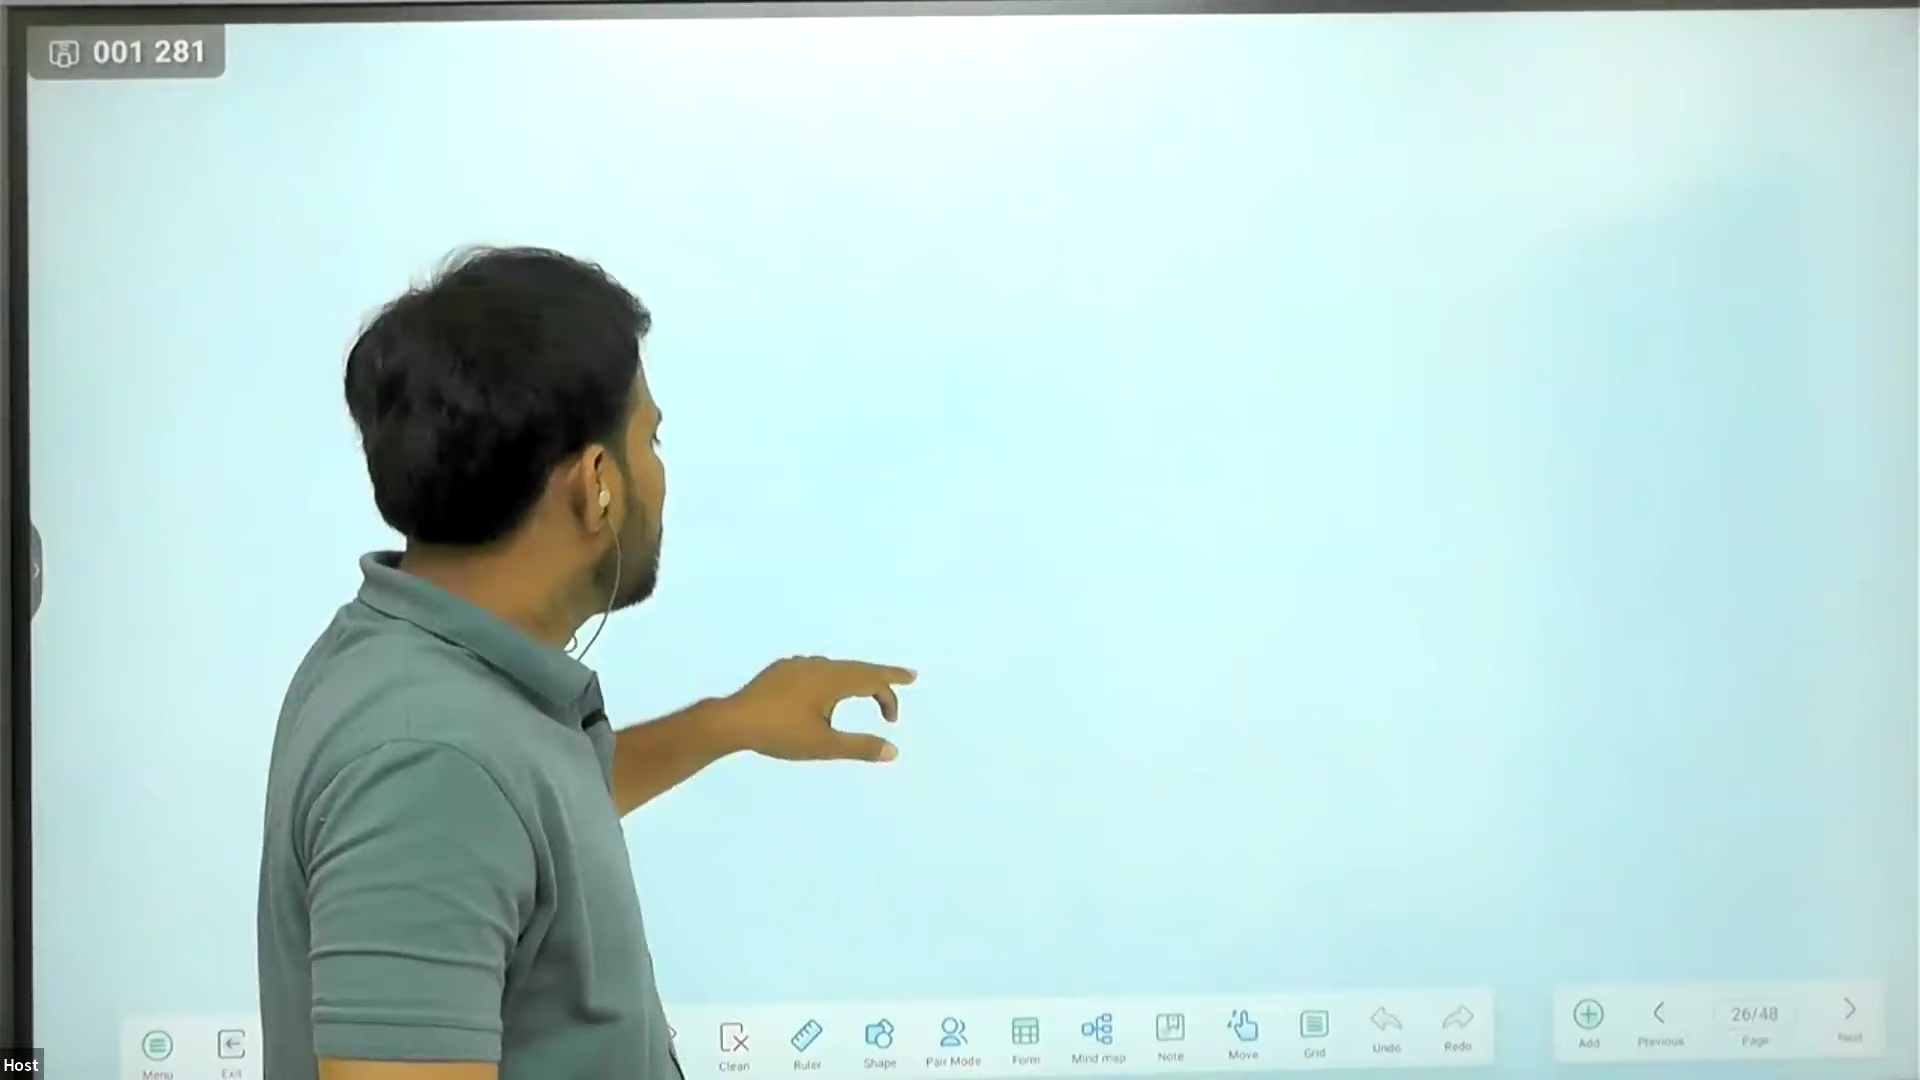 001 281
Menu
Exit
Clean
Ruler
Shape
Pair Mode
Form
Mind map
Note
Move
Grid
Undo
Redo
Add
Previous
26/48
Page
Next
Host